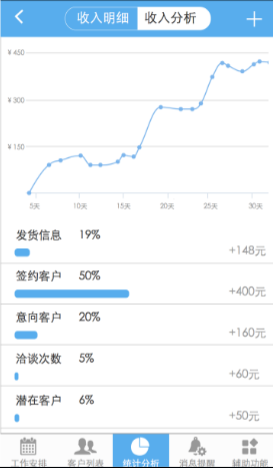 收入明细 收入分析
¥450
¥300
¥150
5天 10天 15天 20天 25天 30天
发货信息 19%
+148元
签约客户 50%
+400元
意向客户 20%
+160元
洽谈次数 5%
+60元
潜在客户 6%
+50元
工作安排 客户列表 统计分析 消息提醒 辅助功能